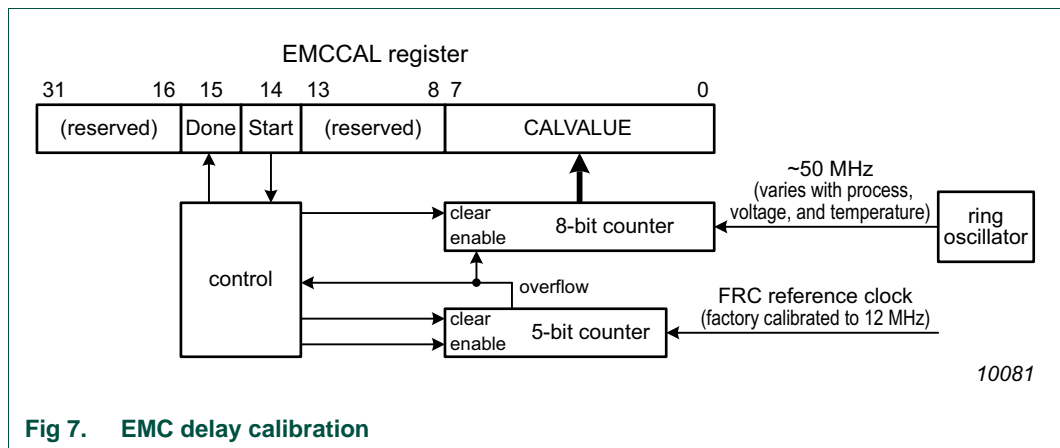 EMCCAL register
31 16 15 14 13 8 7 0
(reserved) Done Start (reserved) CALVALUE
~50 MHz
(varies with process,
voltage, and temperature)
ring
oscillator
clear
enable
8-bit counter
control
overflow
FRC reference clock
(factory calibrated to 12 MHz)
clear
enable
5-bit counter
10081
Fig 7. EMC delay calibration